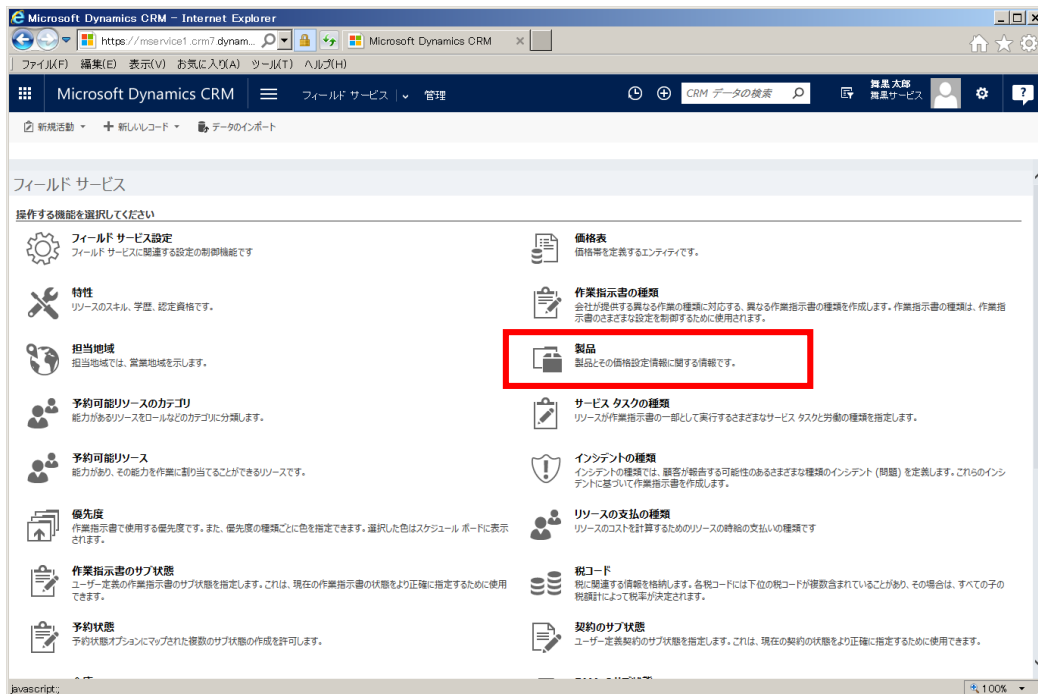 Microsoft Dynamics CRM - Internet Explorer
https://mservice1.crm7.dynam...
Microsoft Dynamics CRM
ファイル(F) 編集(E) 表示(V) お気に入り(A) ツール(T) ヘルプ(H)
Microsoft Dynamics CRM
フィールド サービス
管理
CRM データの検索
舞黒 太郎
舞黒サービス
新規活動
新しいレコード
データのインポート
フィールド サービス
操作する機能を選択してください
フィールド サービス設定
フィールド サービスに関連する設定の制御機能です
価格表
価格帯を定義するエンティティです。
特性
リソースのスキル、学歴、認定資格です。
作業指示書の種類
会社が提供する異なる作業の種類に対応する、異なる作業指示書の種類を作成します。作業指示書の種類は、作業指
示書のさまざまな設定を制御するために使用されます。
担当地域
担当地域では、営業地域を示します。
製品
製品とその価格設定情報に関する情報です。
予約可能リソースのカテゴリ
能力があるリソースをロールなどのカテゴリに分類します。
サービス タスクの種類
リソースが作業指示書の一部として実行するさまざまなサービス タスクと労働の種類を指定します。
予約可能リソース
能力があり、その能力を作業に割り当てることができるリソースです。
インシデントの種類
インシデントの種類では、顧客が報告する可能性のあるさまざまな種類のインシデント (問題) を定義します。これらのインシ
デントに基づいて作業指示書を作成します。
優先度
作業指示書で使用する優先度です。また、優先度の種類ごとに色を指定できます。選択した色はスケジュール ボードに表示
されます。
リソースの支払の種類
リソースのコストを計算するためのリソースの時給の支払いの種類です
作業指示書のサブ状態
ユーザー定義の作業指示書のサブ状態を指定します。これは、現在の作業指示書の状態をより正確に指定するために使用
できます。
税コード
税に関連する情報を格納します。各税コードには下位の税コードが複数含まれていることがあり、その場合は、すべての子の
税額計によって税率が決定されます。
予約状態
予約状態オプションにマップされた複数のサブ状態の作成を許可します。
契約のサブ状態
ユーザー定義契約のサブ状態を指定します。これは、現在の契約の状態をより正確に指定するために使用できます。
javascript:;
100%